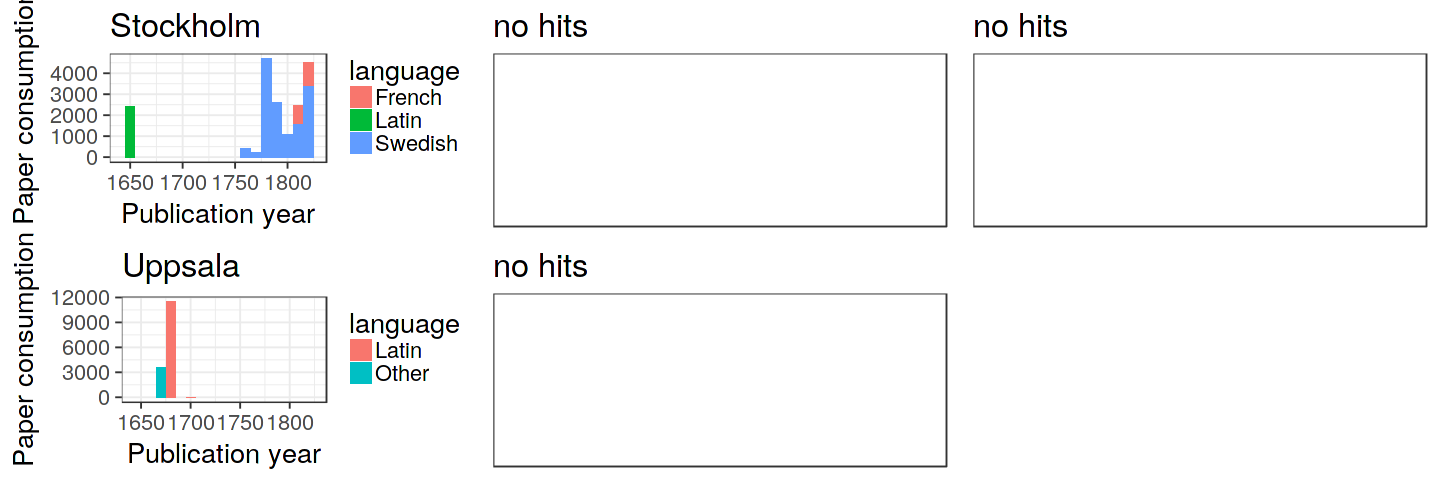 Stockholm
no hits
no hits
Paper consumption
4000
3000
2000
1000
0
1650 1700 1750 1800
Publication year
language
French
Latin
Swedish
Uppsala
no hits
Paper consumption
12000
9000
6000
3000
0
1650 1700 1750 1800
Publication year
language
Latin
Other